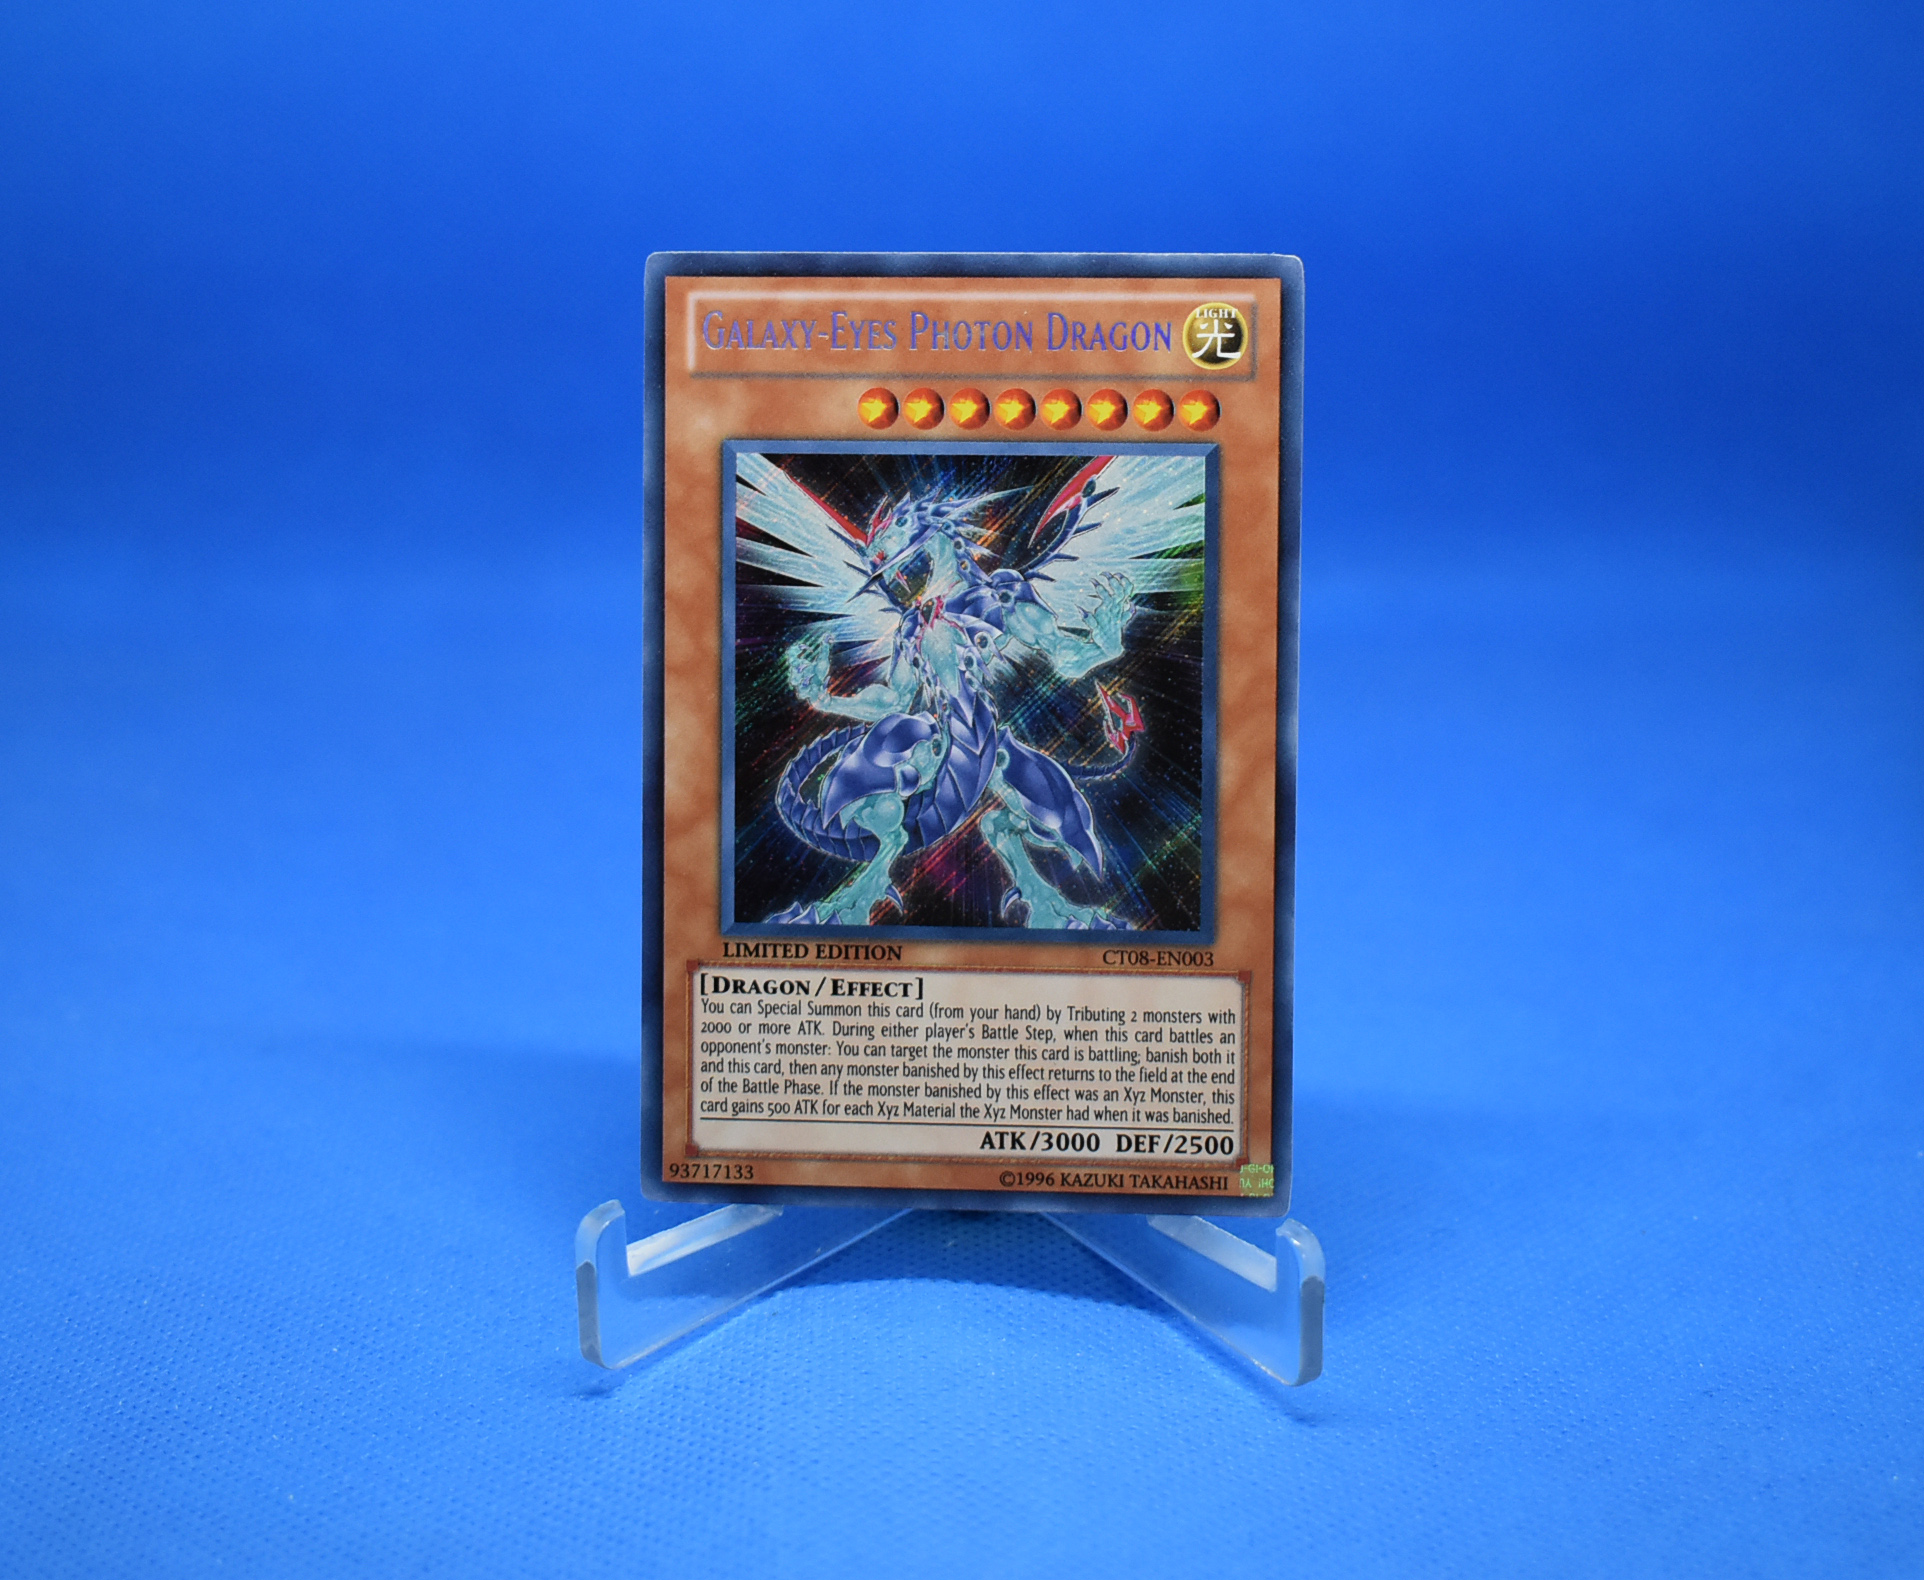 GALAXY-EYES PHOTON DRAGON
LIGHT
光
LIMITED EDITION
CT08-EN003
[DRAGON/EFFECT]
You can Special Summon this card (from your hand) by Tributing 2 monsters with
2000 or more ATK. During either player's Battle Step, when this card battles an
opponent's monster: You can target the monster this card is battling; banish both it
and this card, then any monster banished by this effect returns to the field at the end
of the Battle Phase. If the monster banished by this effect was an Xyz Monster, this
card gains 500 ATK for each Xyz Material the Xyz Monster had when it was banished.
ATK/3000 DEF/2500
93717133
©1996 KAZUKI TAKAHASHI